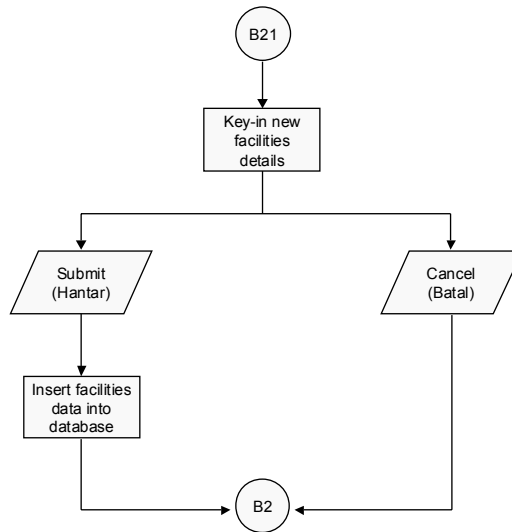 B21
Key-in new
facilities
details
Submit
(Hantar)
Cancel
(Batal)
Insert facilities
data into
database
B2